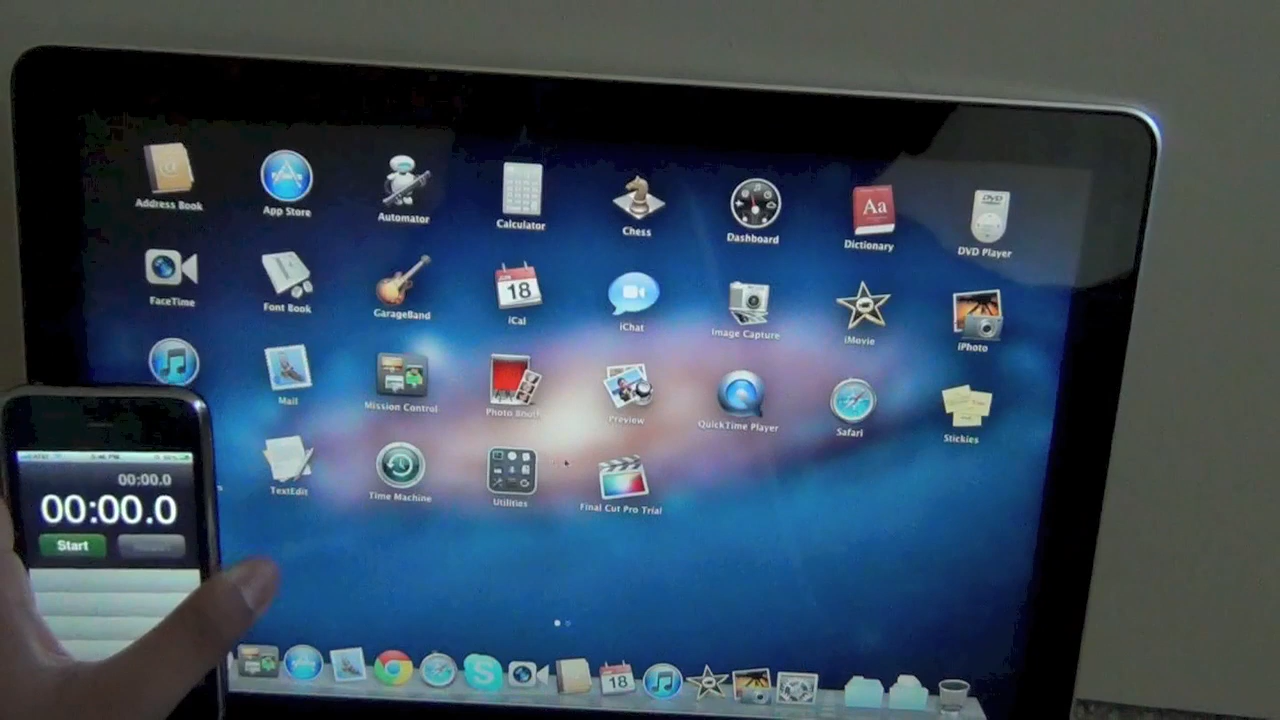 Address Book
App Store
Automator
Calculator
Chess
Dashboard
Aa
Dictionary
DVD
DVD Player
FaceTime
Font Book
GarageBand
18
iCal
iChat
Image Capture
iMovie
iPhoto
Mail
Mission Control
Photo Booth
Preview
QuickTime Player
Safari
Stickies
TextEdit
Time Machine
Utilities
Final Cut Pro Trial
00:00.0
00:00.0
Start
18